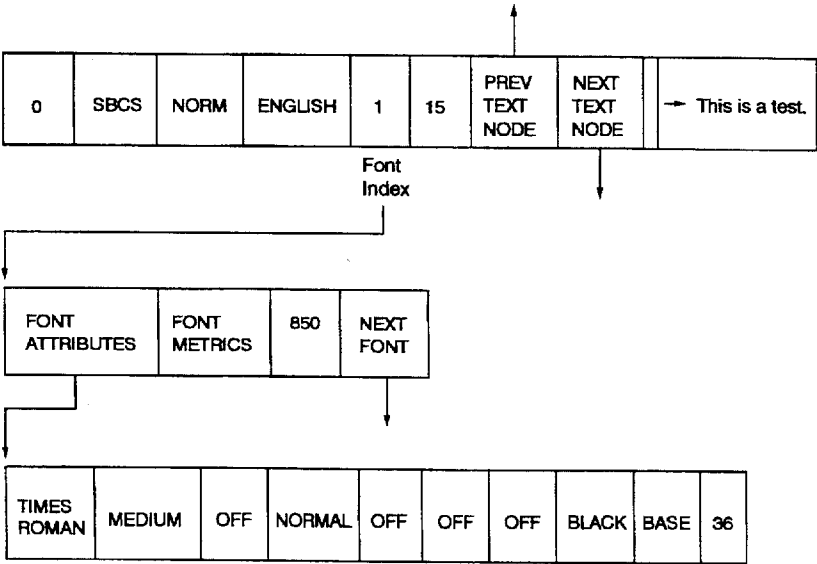 0
SBCS
NORM
ENGLISH
1
15
PREV
TEXT
NODE
NEXT
TEXT
NODE
This is a test.
Font
Index
FONT
ATTRIBUTES
FONT
METRICS
850
NEXT
FONT
TIMES
ROMAN
MEDIUM
OFF
NORMAL
OFF
OFF
OFF
BLACK
BASE
36